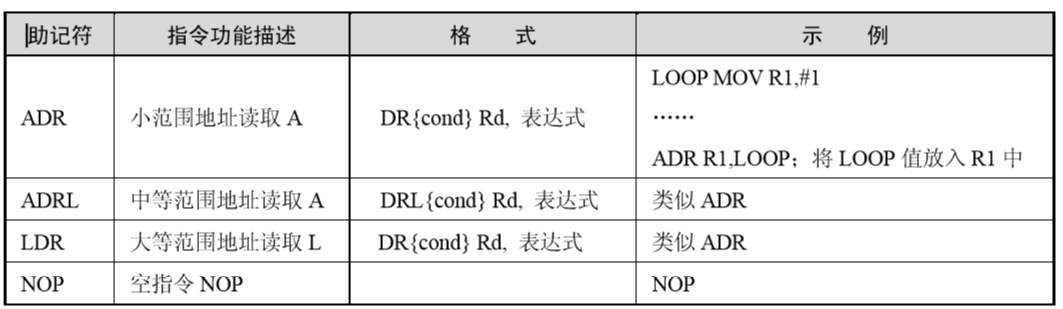 助记符 指令功能描述 格 式 示 例
ADR 小范围地址读取 A DR{cond} Rd, 表达式 LOOP MOV R1,#1
……
ADR R1,LOOP；将 LOOP 值放入 R1 中
ADRL 中等范围地址读取 A DRL{cond} Rd, 表达式 类似 ADR
LDR 大等范围地址读取 L DR{cond} Rd, 表达式 类似 ADR
NOP 空指令 NOP NOP